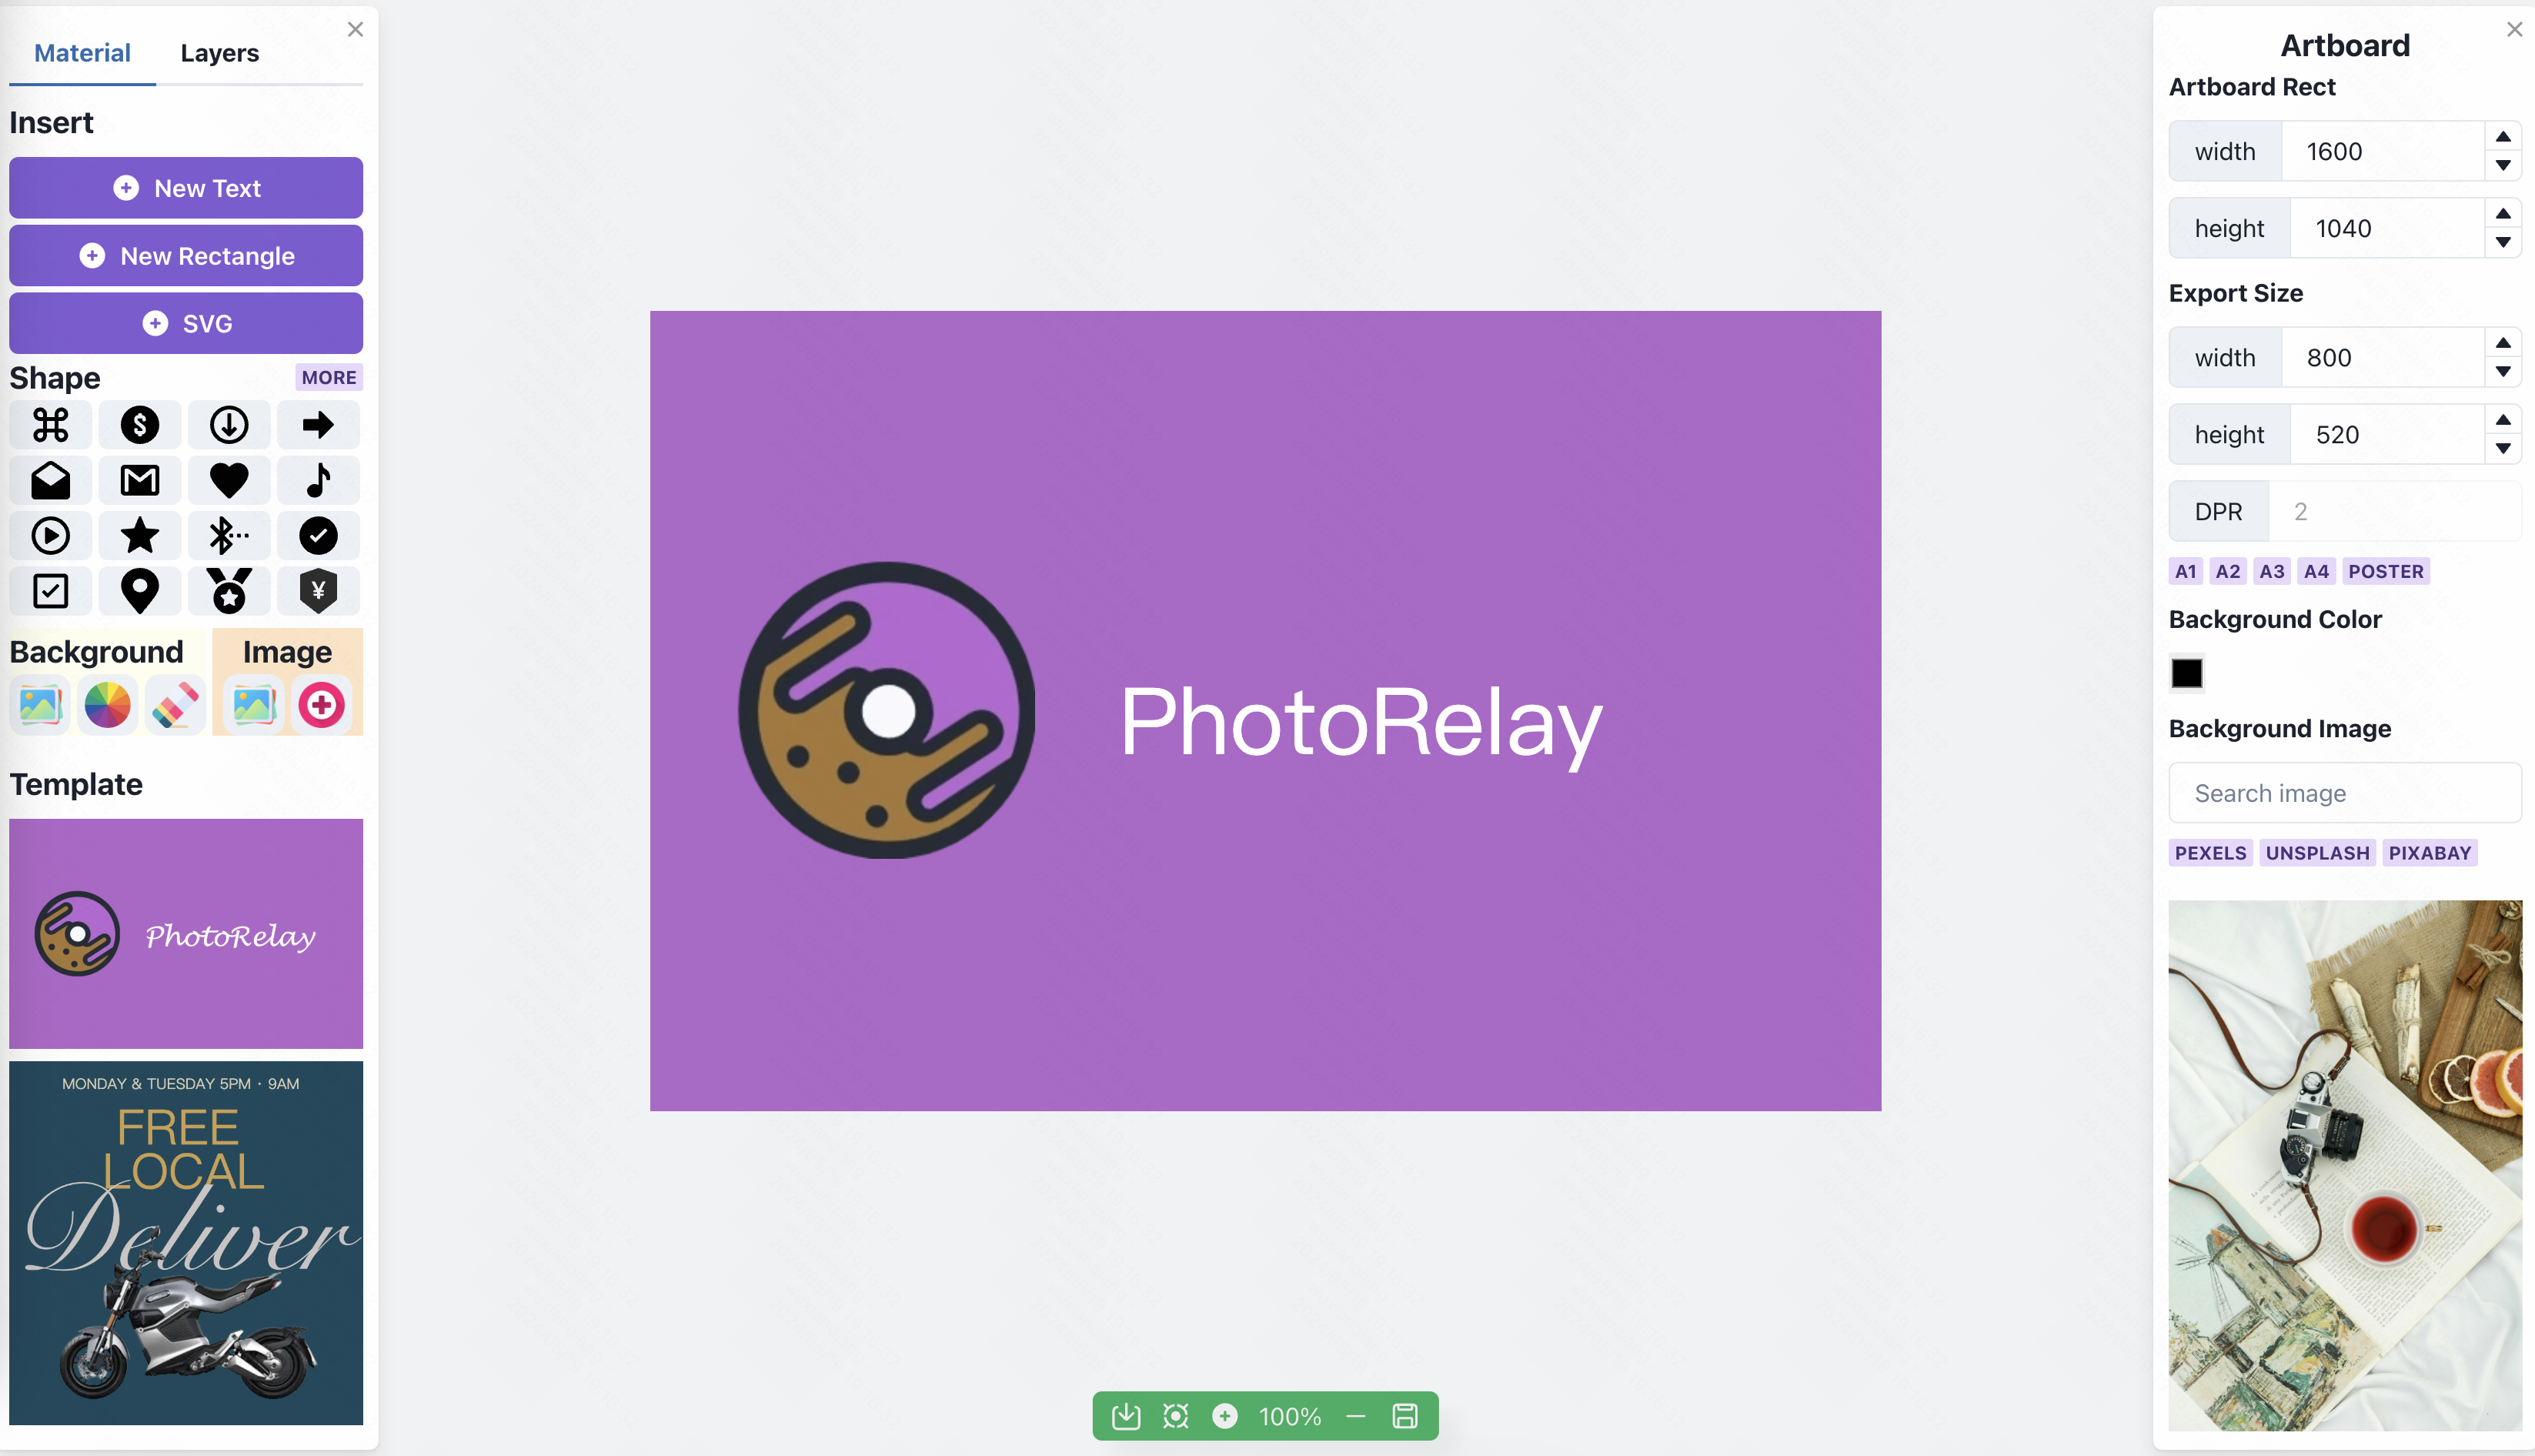 Material Layers
Insert
New Text
New Rectangle
SVG
Shape MORE
Background Image
Template
PhotoRelay
MONDAY & TUESDAY 5PM · 9AM
FREE
LOCAL
Deliver
PhotoRelay
100%
Artboard
Artboard Rect
width 1600
height 1040
Export Size
width 800
height 520
DPR 2
A1 A2 A3 A4 POSTER
Background Color
Background Image
Search image
PEXELS UNSPLASH PIXABAY